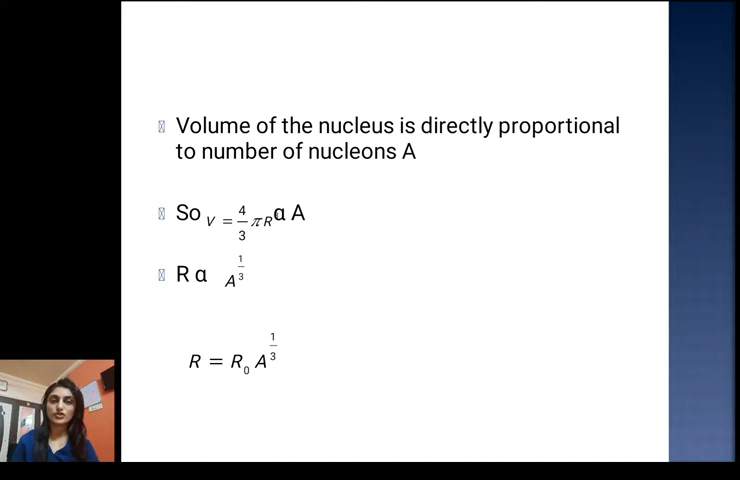 Volume of the nucleus is directly proportional
to number of nucleons A
So V = 4/3 πR α A
R α A^1/3
R = R₀ A^1/3